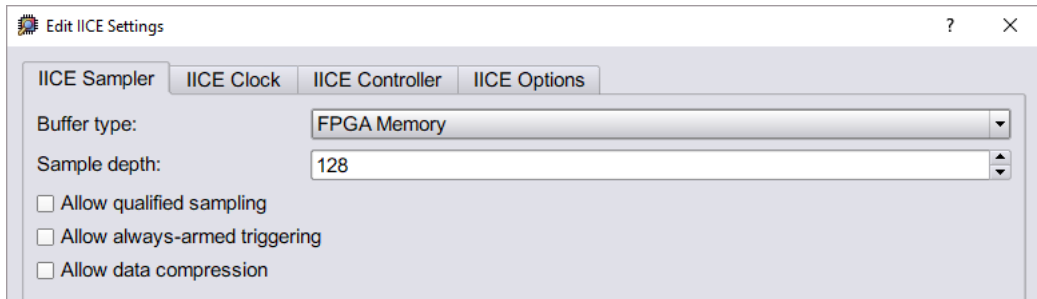 Edit IICE Settings
IICE Sampler IICE Clock IICE Controller IICE Options
Buffer type: FPGA Memory
Sample depth: 128
Allow qualified sampling
Allow always-armed triggering
Allow data compression